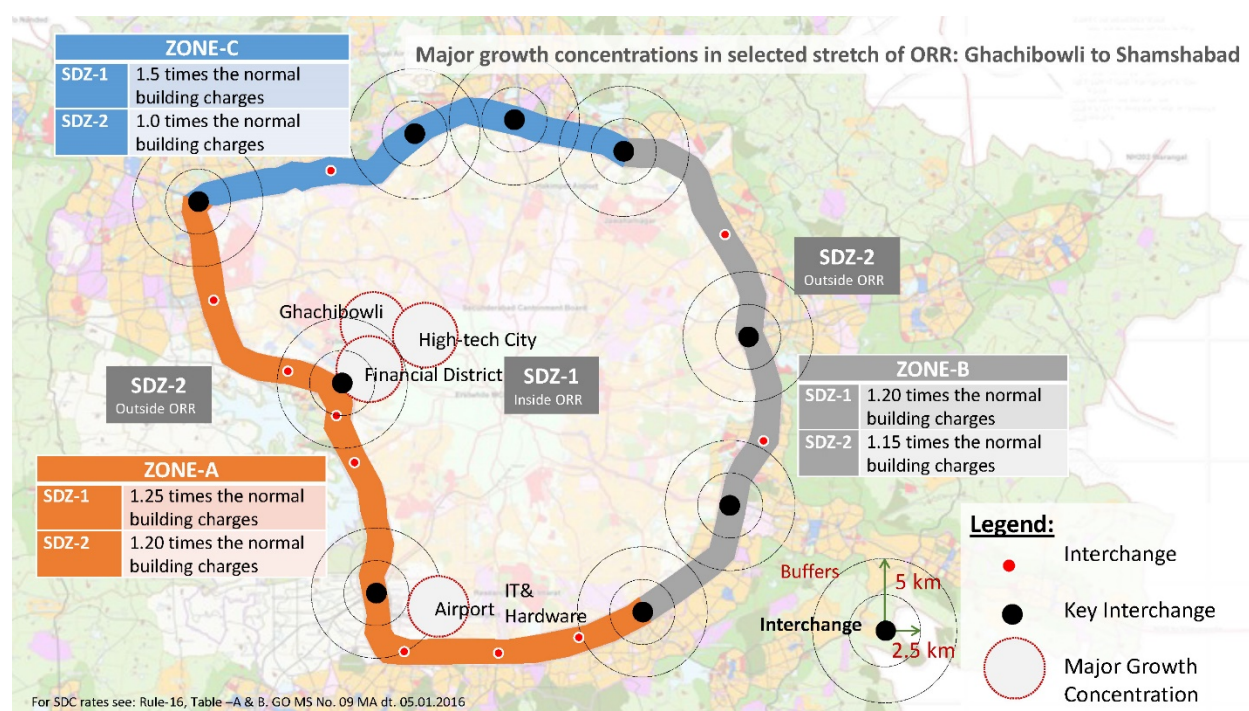 Major growth concentrations in selected stretch of ORR: Ghachibowli to Shamshabad
ZONE-C
SDZ-1 1.5 times the normal
building charges
SDZ-2 1.0 times the normal
building charges
SDZ-2
Outside ORR
Ghachibowli
High-tech City
Financial District
SDZ-1
Inside ORR
SDZ-2
Outside ORR
ZONE-B
SDZ-1 1.20 times the normal
building charges
SDZ-2 1.15 times the normal
building charges
ZONE-A
SDZ-1 1.25 times the normal
building charges
SDZ-2 1.20 times the normal
building charges
IT&
Hardware
Airport
Legend:
Interchange
Key Interchange
Major Growth
Concentration
Buffers
5 km
Interchange
2.5 km
For SDC rates see: Rule-16, Table –A & B. GO MS No. 09 MA dt. 05.01.2016